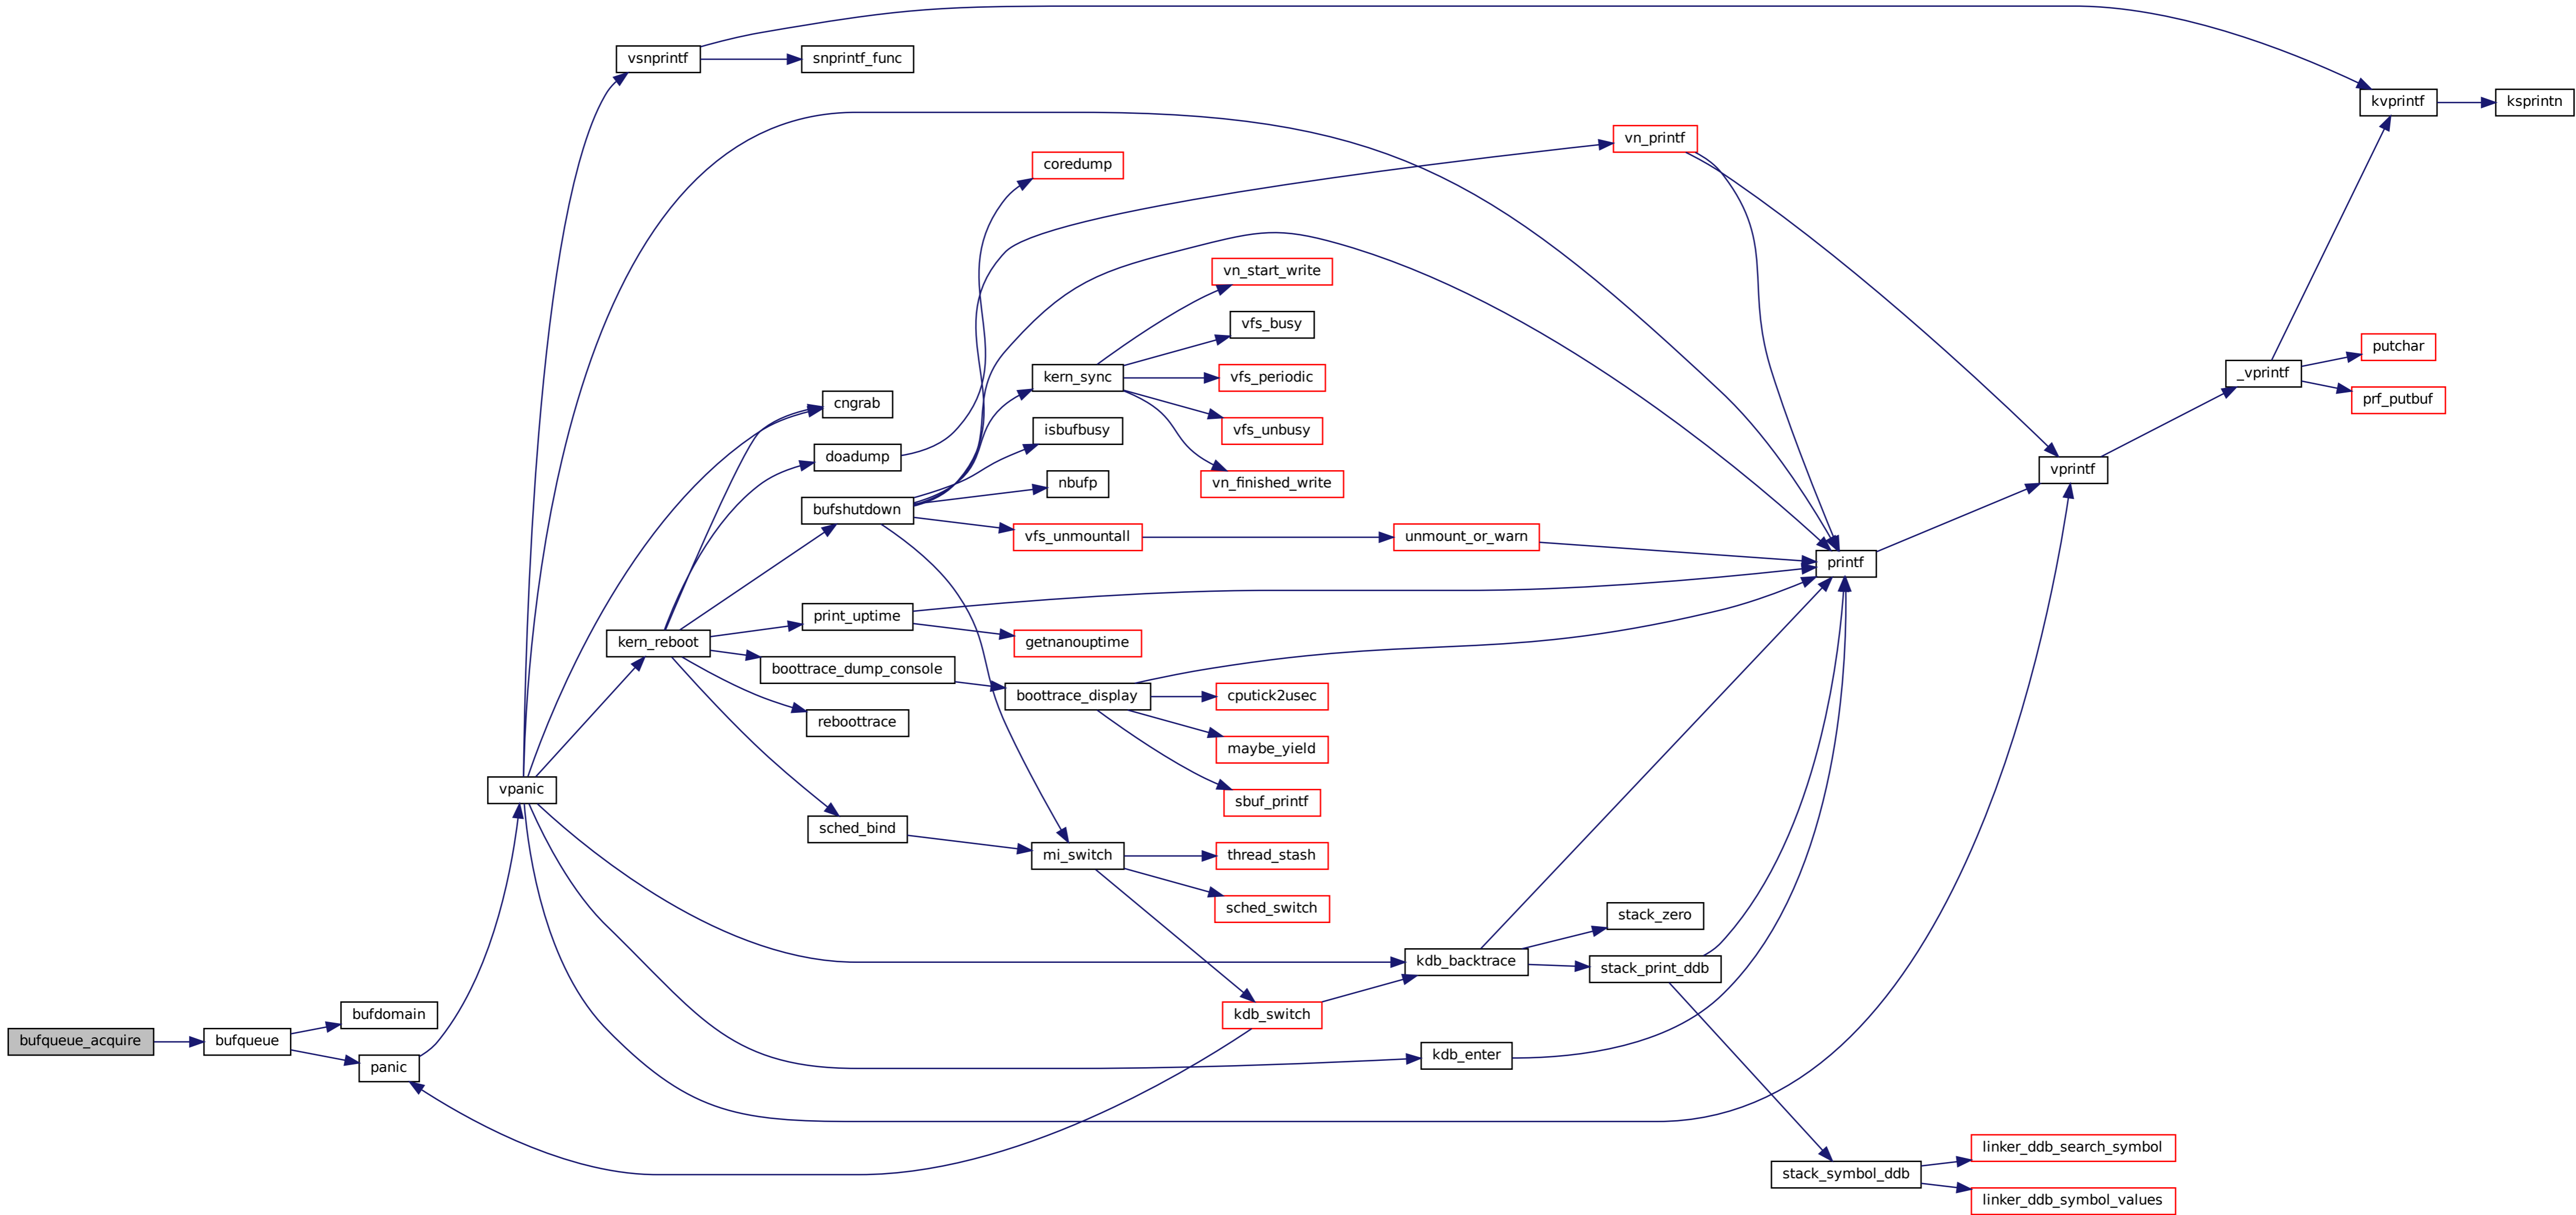 vsnprintf
snprintf_func
kvprintf
ksprintn
vn_printf
coredump
vn_start_write
vfs_busy
putchar
kern_sync
vfs_periodic
_vprintf
cngrab
prf_putbuf
isbufbusy
vfs_unbusy
doadump
vprintf
nbufp
vn_finished_write
bufshutdown
vfs_unmountall
unmount_or_warn
printf
print_uptime
kern_reboot
getnanouptime
boottrace_dump_console
boottrace_display
cputick2usec
reboottrace
maybe_yield
vpanic
sbuf_printf
sched_bind
mi_switch
thread_stash
sched_switch
stack_zero
kdb_backtrace
stack_print_ddb
bufdomain
kdb_switch
bufqueue_acquire
bufqueue
kdb_enter
panic
linker_ddb_search_symbol
stack_symbol_ddb
linker_ddb_symbol_values